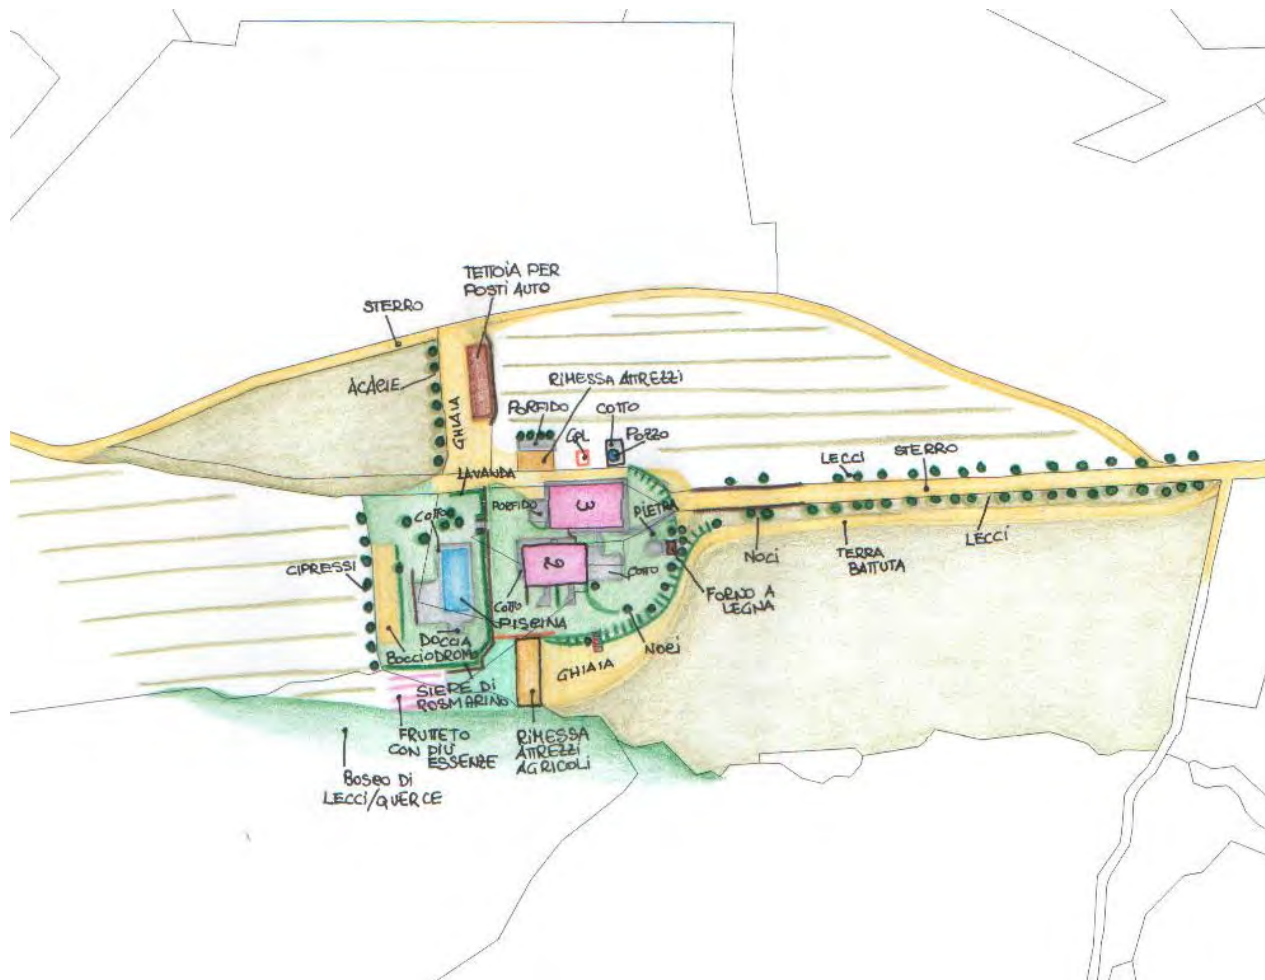 TETTOIA PER
POSTI AUTO
STERRO
ACACIE
GHIAIA
RIMESSA ATTREZZI
PORFIDO
COTTO
GPL
POZZO
LAVANDA
LECCI
STERRO
COTTO
PORFIDO
3
PIETRA
CIPRESSI
2
COTTO
COTTO
NOCI
TERRA
BATTUTA
LECCI
FORNO A
LEGNA
PISCINA
DOCCIA
BOCCIODROMO
NOCI
GHIAIA
SIEPE DI
ROSMARINO
FRUTTETO
CON PIÙ
ESSENZE
RIMESSA
ATTREZZI
AGRICOLI
BOSCO DI
LECCI/QUERCE